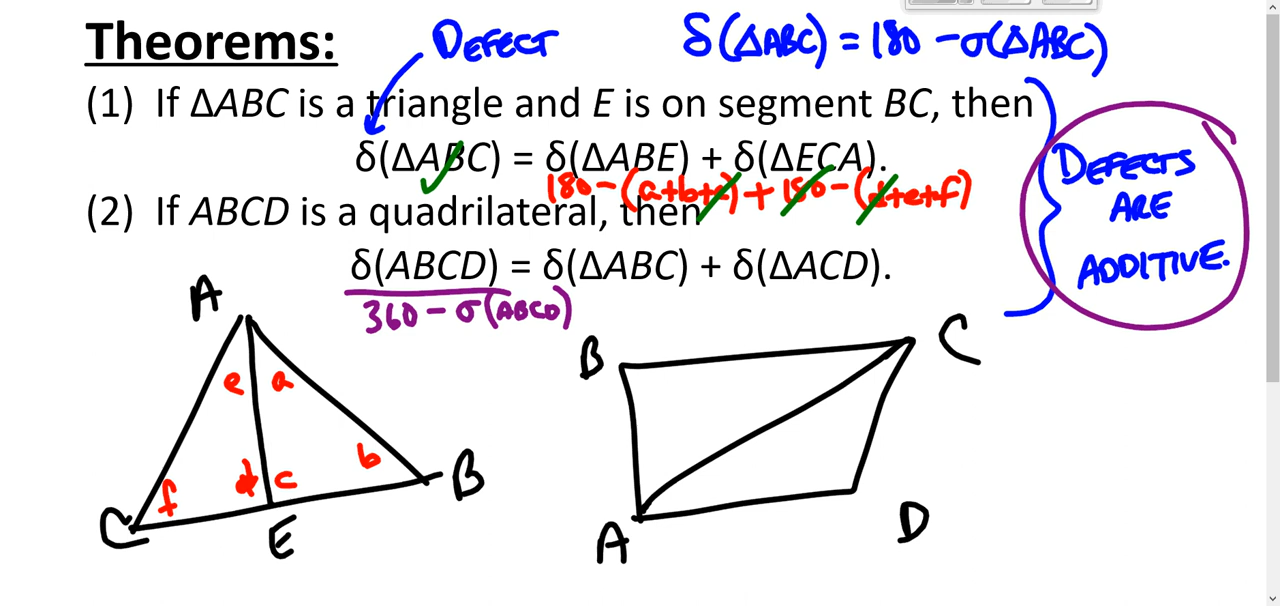 Theorems:
DEFECT
δ(ΔABC) = 180 - σ(ΔABC)
(1) If ΔABC is a triangle and E is on segment BC, then
δ(ΔABC) = δ(ΔABE) + δ(ΔECA).
180 - (a+b+c) + 180 - (d+e+f)
(2) If ABCD is a quadrilateral, then
δ(ABCD) = δ(ΔABC) + δ(ΔACD).
360 - σ(ABCD)
DEFECTS
ARE
ADDITIVE.
A
e a
b
f d c
B
C
E
B
C
A
D